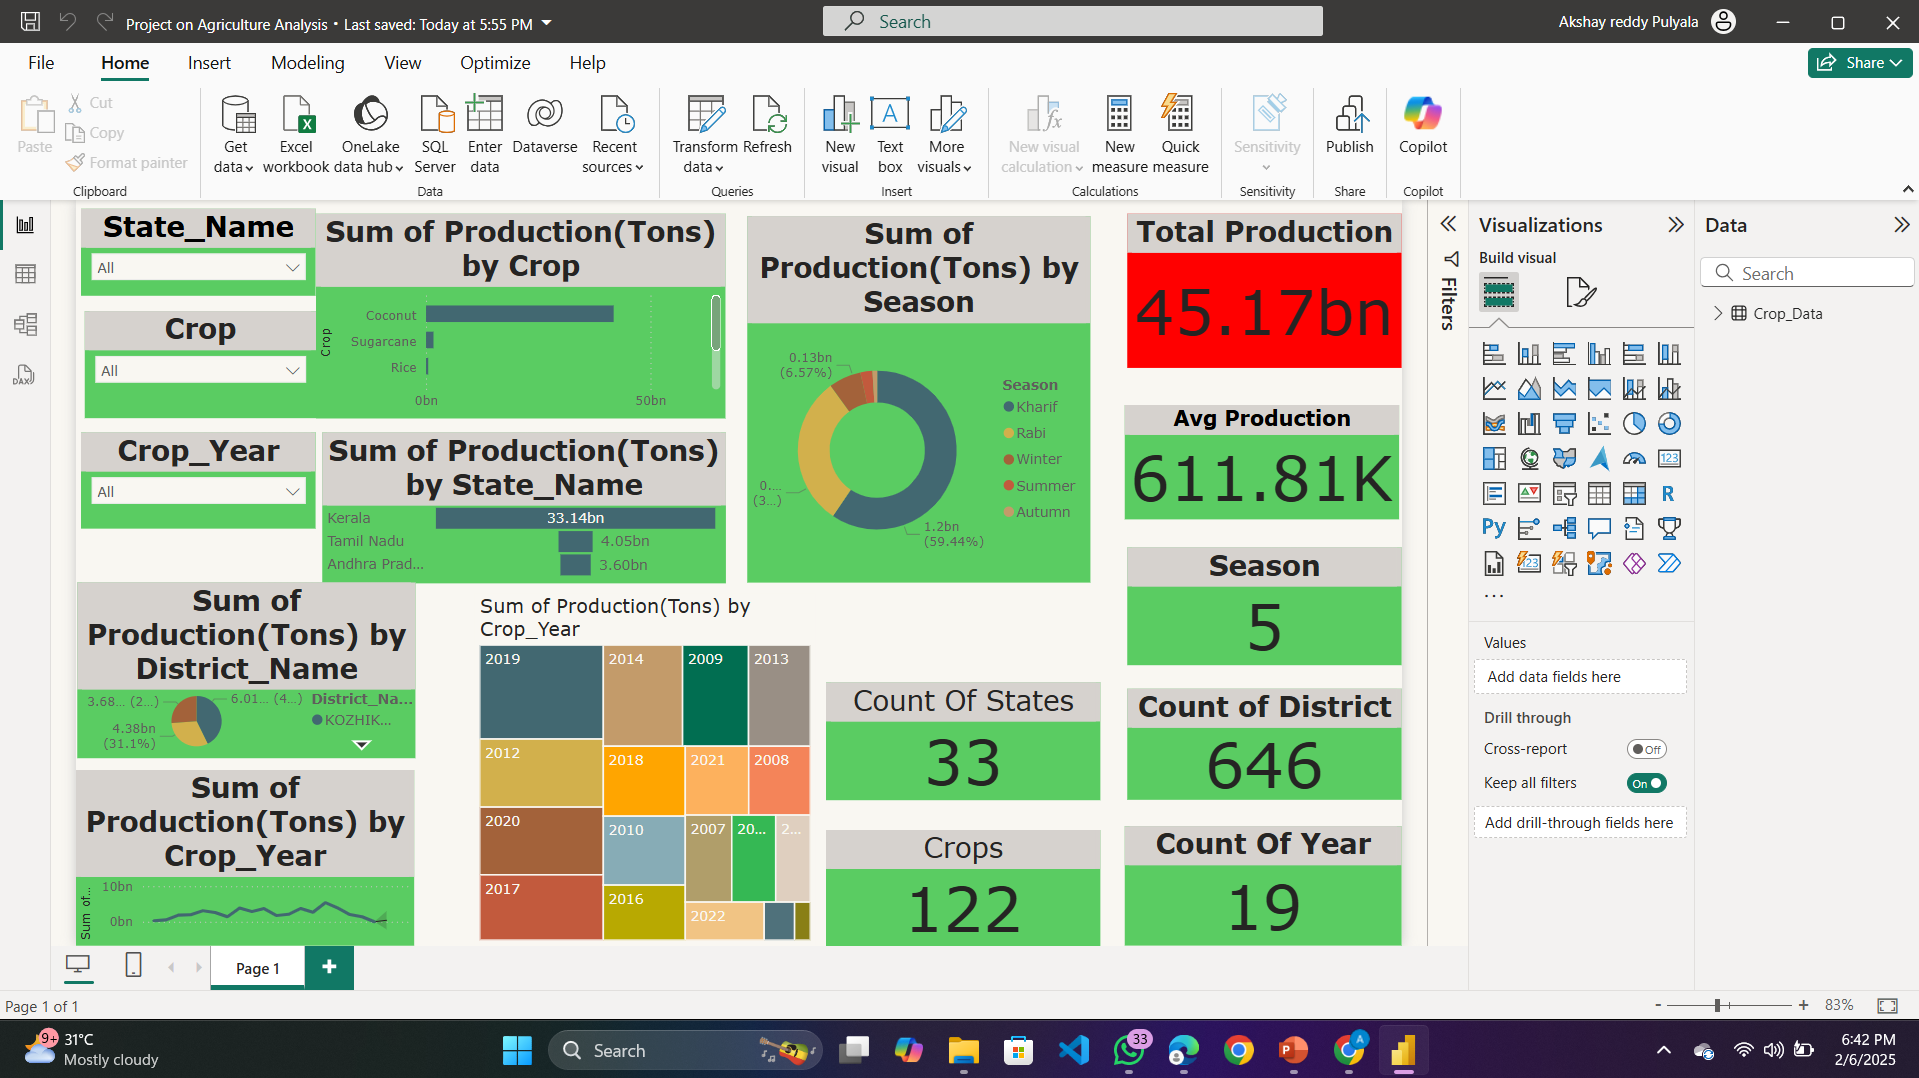 Project on Agriculture Analysis • Last saved: Today at 5:55 PM
Search
Akshay reddy Pulyala
File
Home
Insert
Modeling
View
Optimize
Help
Share
Paste
Cut
Copy
Format painter
Clipboard
Get data
Excel workbook
OneLake data hub
SQL Server
Enter data
Dataverse
Recent sources
Data
Transform data
Refresh
Queries
New visual
Text box
More visuals
Insert
New visual calculation
New measure
Quick measure
Calculations
Sensitivity
Sensitivity
Publish
Share
Copilot
Copilot
State_Name
All
Crop
All
Crop_Year
All
Sum of Production(Tons)
by Crop
Crop
Coconut
Sugarcane
Rice
0bn
50bn
Sum of Production(Tons)
by State_Name
Kerala
33.14bn
Tamil Nadu
4.05bn
Andhra Prad...
3.60bn
Sum of
Production(Tons) by
Season
0.13bn
(6.57%)
0....
(3...)
1.2bn
(59.44%)
Season
Kharif
Rabi
Winter
Summer
Autumn
Total Production
45.17bn
Avg Production
611.81K
Season
5
Sum of
Production(Tons) by
District_Name
3.68... (2...)
6.01... (4...)
4.38bn
(31.1%)
District_Na...
KOZHIK...
Sum of
Production(Tons) by
Crop_Year
Sum of...
10bn
0bn
Sum of Production(Tons) by
Crop_Year
2019
2014
2009
2013
2012
2018
2021
2008
2020
2010
2007
20...
2...
2017
2016
2022
Count Of States
33
Count of District
646
Crops
122
Count Of Year
19
Filters
Visualizations
Build visual
123
R
Py
123
...
Values
Add data fields here
Drill through
Cross-report
Off
Keep all filters
On
Add drill-through fields here
Data
Search
Crop_Data
DAX
Page 1
+
Page 1 of 1
-
+
83%
9+
31°C
Mostly cloudy
Search
33
A
6:42 PM
2/6/2025